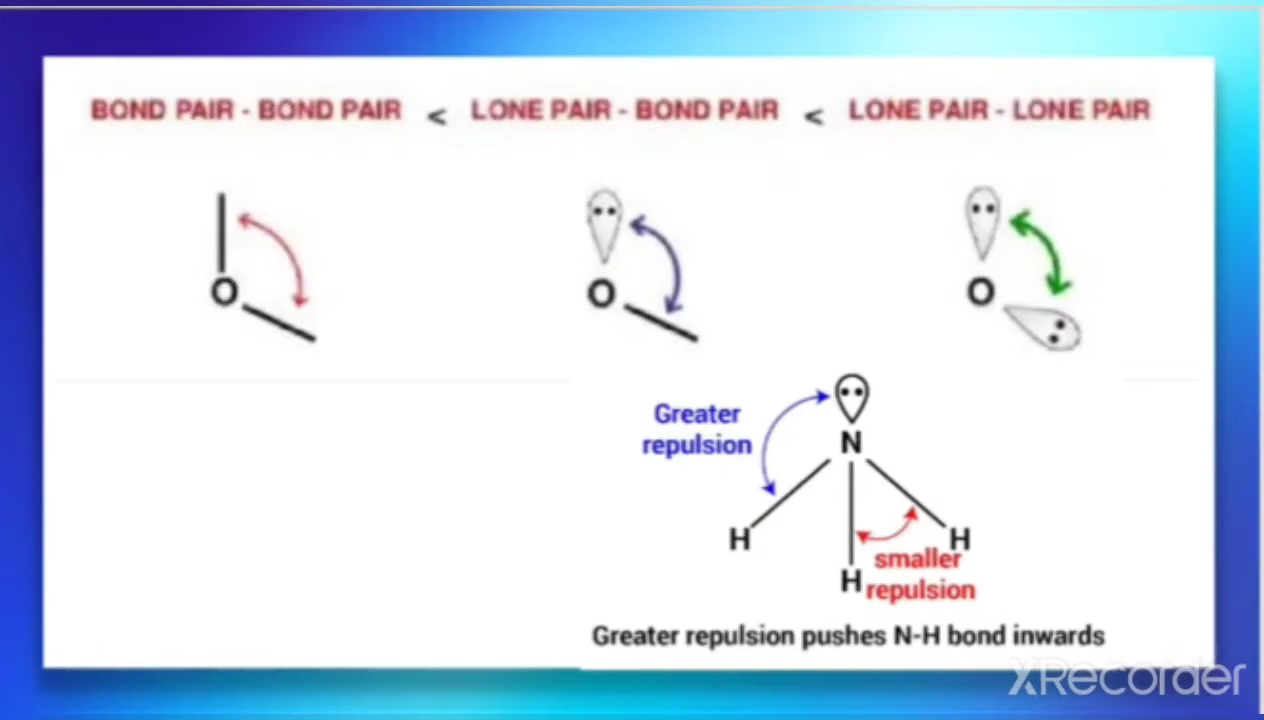 BOND PAIR - BOND PAIR < LONE PAIR - BOND PAIR < LONE PAIR - LONE PAIR
O
O
O
Greater
repulsion
N
H
H
H
smaller
repulsion
Greater repulsion pushes N-H bond inwards
XRecorder